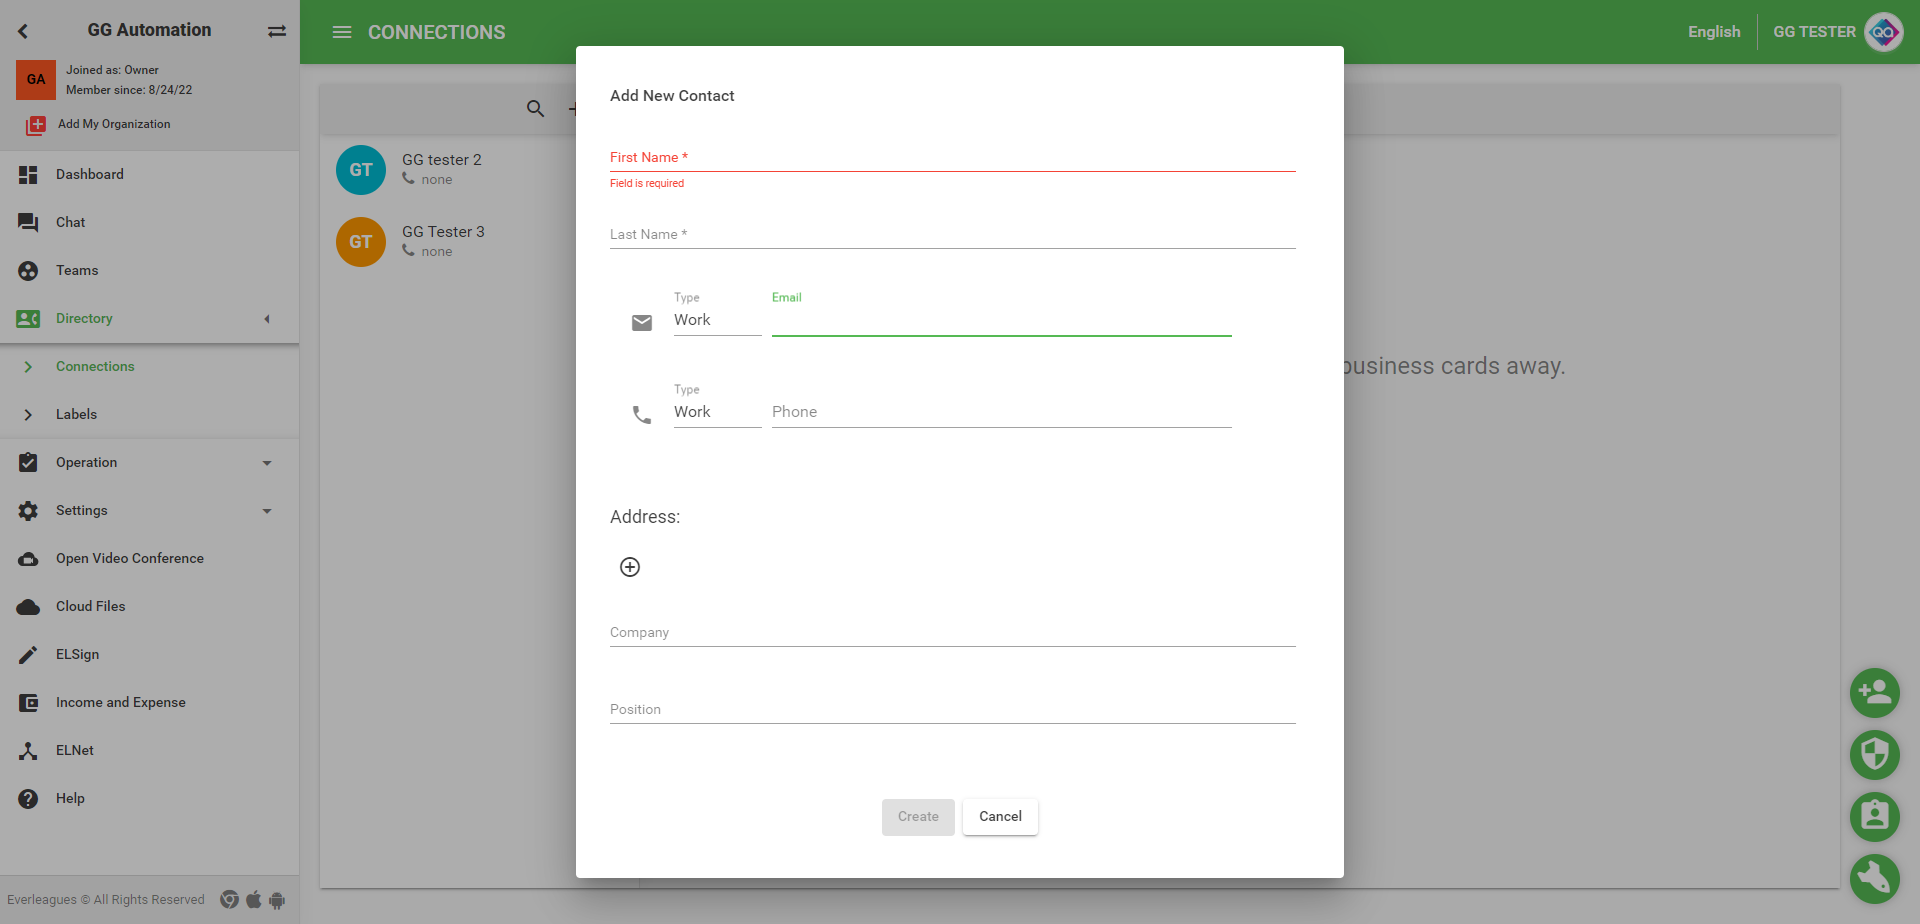 GG Automation
GA
Joined as: Owner
Member since: 8/24/22
Add My Organization
Dashboard
Chat
Teams
Directory
Connections
Labels
Operation
Settings
Open Video Conference
Cloud Files
ELSign
Income and Expense
ELNet
Help
Everleagues © All Rights Reserved
CONNECTIONS
English
GG TESTER
QA
GT
GG tester 2
none
GT
GG Tester 3
none
business cards away.
Add New Contact
First Name *
Field is required
Last Name *
Type
Email
Work
Type
Work
Phone
Address:
Company
Position
Create
Cancel